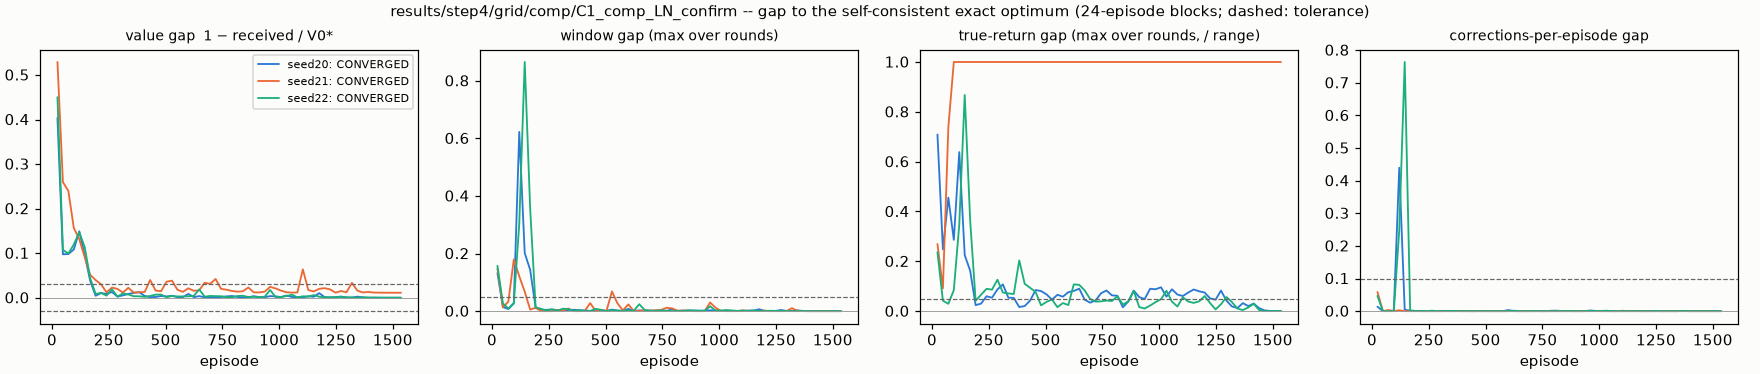 results/step4/grid/comp/C1_comp_LN_confirm -- gap to the self-consistent exact optimum (24-episode blocks; dashed: tolerance)
value gap  1 − received / V0*
0.5
0.4
0.3
0.2
0.1
0.0
seed20: CONVERGED
seed21: CONVERGED
seed22: CONVERGED
0 250 500 750 1000 1250 1500
episode
window gap (max over rounds)
0.8
0.6
0.4
0.2
0.0
0 250 500 750 1000 1250 1500
episode
true-return gap (max over rounds, / range)
1.0
0.8
0.6
0.4
0.2
0.0
0 250 500 750 1000 1250 1500
episode
corrections-per-episode gap
0.8
0.7
0.6
0.5
0.4
0.3
0.2
0.1
0.0
0 250 500 750 1000 1250 1500
episode